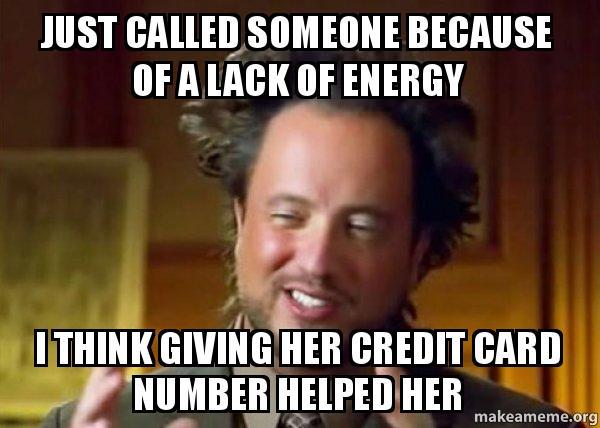 JUST CALLED SOMEONE BECAUSE
OF A LACK OF ENERGY
I THINK GIVING HER CREDIT CARD
NUMBER HELPED HER
makeameme.org